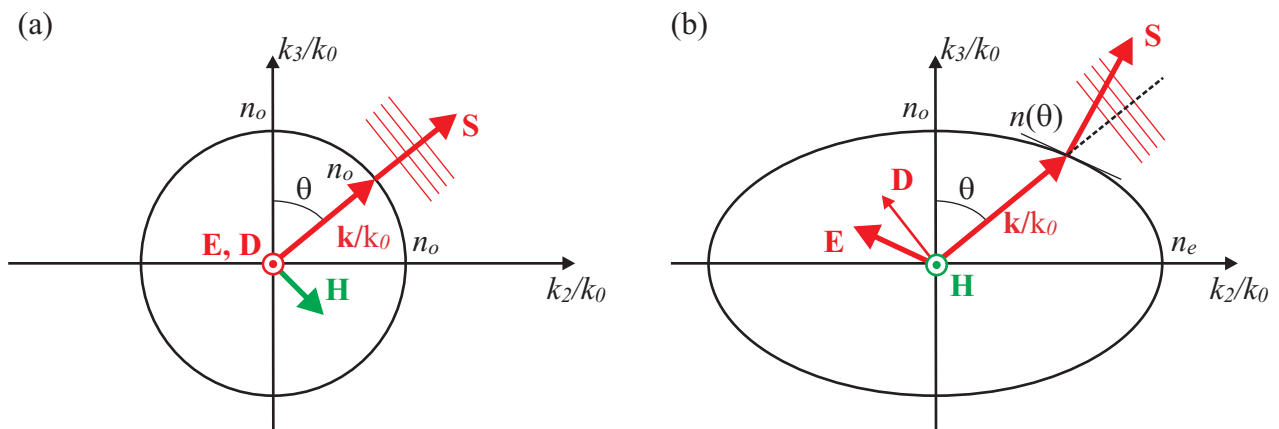 (a)
k3/k0
no
S
no
θ
k/k0
E, D
no
H
k2/k0
(b)
k3/k0
S
no
n(θ)
D
θ
E
k/k0
ne
H
k2/k0